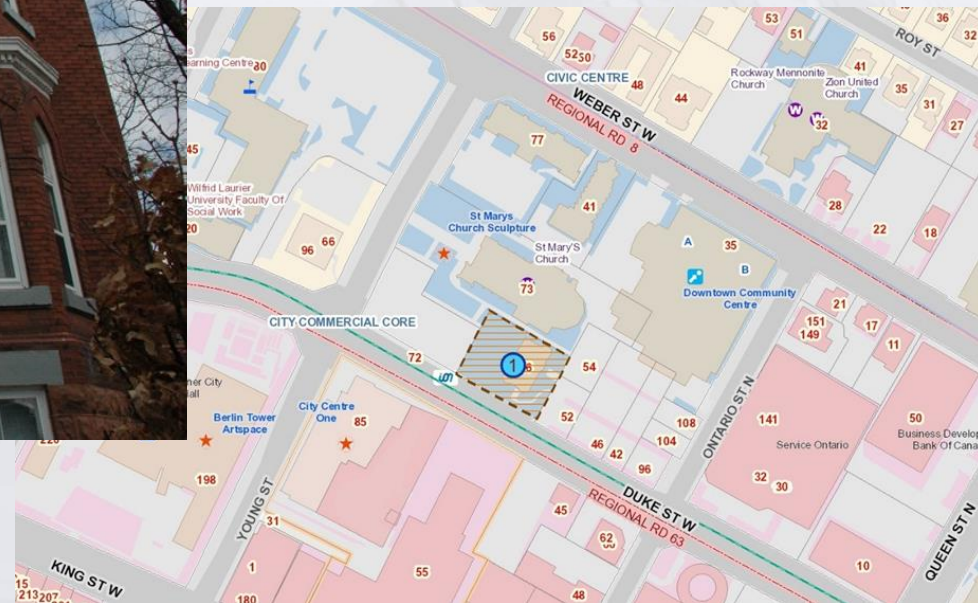 53
51
36
32
ROY ST
56
52
50
CIVIC CENTRE
48
WEBER ST W
REGIONAL RD 8
44
Rockway Mennonite
Church
Zion United
Church
41
35
31
27
32
earning Centre
80
77
45
Wilfrid Laurier
University Faculty Of
Social Work
20
96
66
41
St Marys
Church Sculpture
St Mary'S
Church
73
28
22
18
A
35
B
Downtown Community
Centre
CITY COMMERCIAL CORE
72
ion
1
54
21
151
149
17
11
Berlin Tower
Artspace
City Centre
One
85
52
46
42
96
104
108
ONTARIO ST N
141
Service Ontario
32
30
50
Business Develop
Bank Of Cana
198
YOUNG ST
31
DUKE ST W
REGIONAL RD 63
45
62
QUEEN ST N
10
KING ST W
15
213
207
1
180
55
48